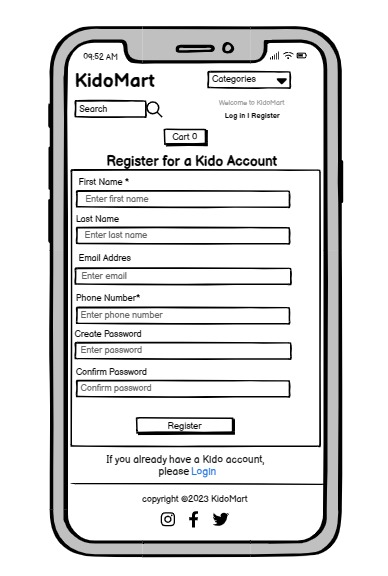 09:52 AM
KidoMart
Categories
Search
Welcome to KidoMart
Log in I Register
Cart 0
Register for a Kido Account
First Name *
Enter first name
Last Name
Enter last name
Email Addres
Enter email
Phone Number*
Enter phone number
Create Password
Enter password
Confirm Password
Confirm password
Register
If you already have a Kido account,
please Login
copyright ©2023 KidoMart